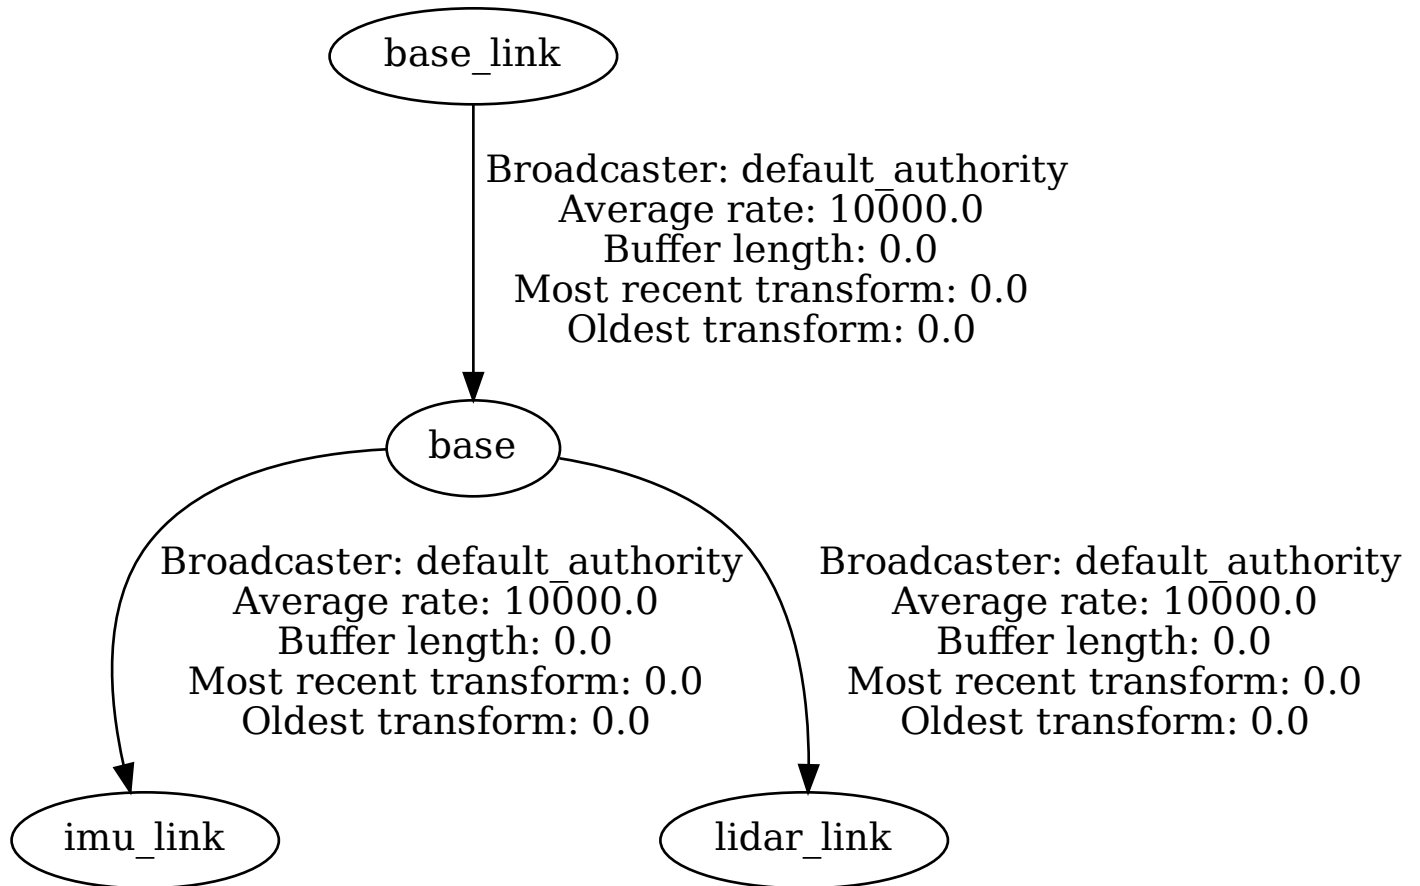 base_link
Broadcaster: default_authority
Average rate: 10000.0
Buffer length: 0.0
Most recent transform: 0.0
Oldest transform: 0.0
base
Broadcaster: default_authority
Average rate: 10000.0
Buffer length: 0.0
Most recent transform: 0.0
Oldest transform: 0.0
Broadcaster: default_authority
Average rate: 10000.0
Buffer length: 0.0
Most recent transform: 0.0
Oldest transform: 0.0
imu_link
lidar_link